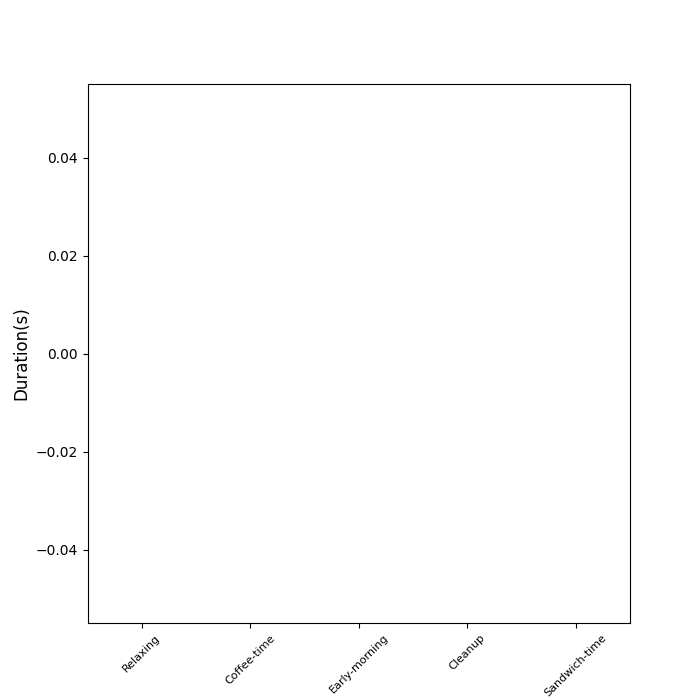 0.04
0.02
0.00
−0.02
−0.04
Duration(s)
Relaxing
Coffee-time
Early-morning
Cleanup
Sandwich-time